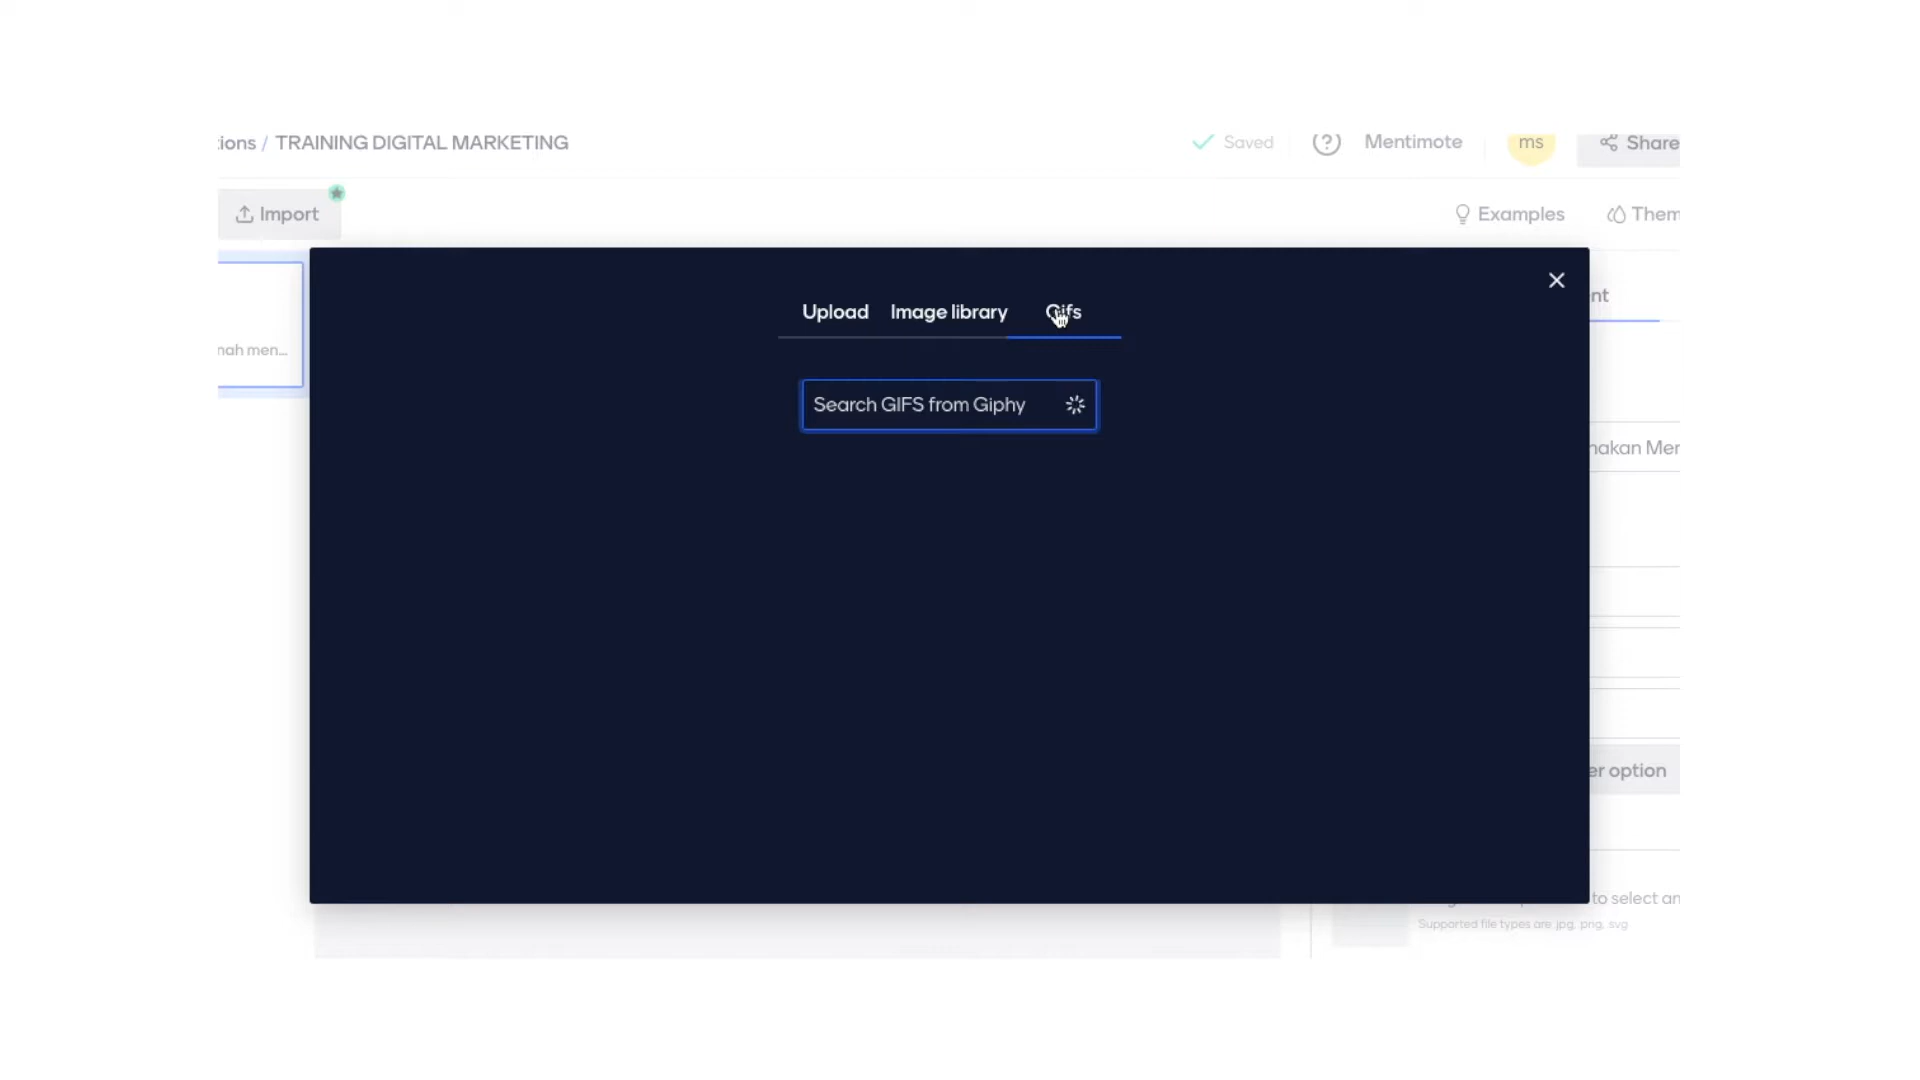 tions / TRAINING DIGITAL MARKETING
Saved
Mentimote
ms
Share
Import
Examples
Them
Upload
Image library
Gifs
nt
nah men...
Search GIFS from Giphy
nakan Mer
er option
to select an
Supported file types are jpg, png, svg